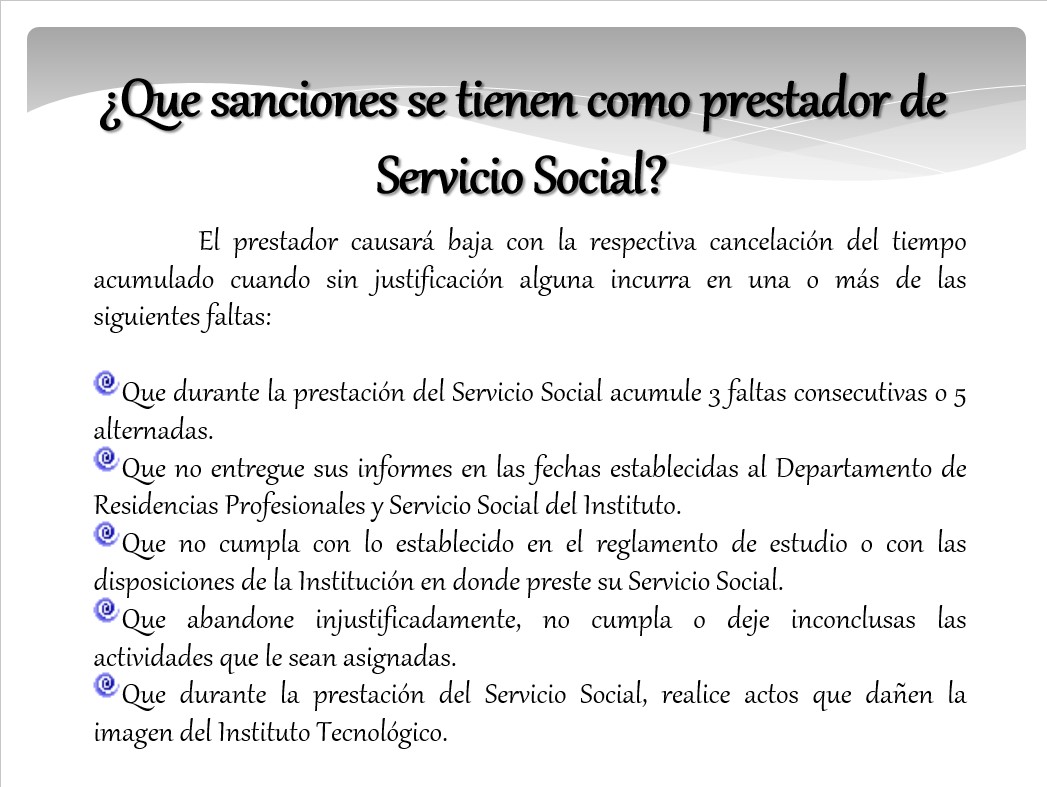 ¿Que sanciones se tienen como prestador de
Servicio Social?
El prestador causará baja con la respectiva cancelación del tiempo
acumulado cuando sin justificación alguna incurra en una o más de las
siguientes faltas:
Que durante la prestación del Servicio Social acumule 3 faltas consecutivas o 5
alternadas.
Que no entregue sus informes en las fechas establecidas al Departamento de
Residencias Profesionales y Servicio Social del Instituto.
Que no cumpla con lo establecido en el reglamento de estudio o con las
disposiciones de la Institución en donde preste su Servicio Social.
Que abandone injustificadamente, no cumpla o deje inconclusas las
actividades que le sean asignadas.
Que durante la prestación del Servicio Social, realice actos que dañen la
imagen del Instituto Tecnológico.